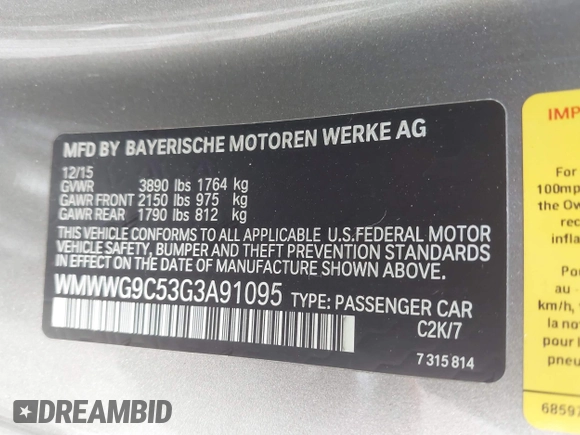 MFD BY BAYERISCHE MOTOREN WERKE AG
12/15
GVWR 3890 lbs 1764 kg
GAWR FRONT 2150 lbs 975 kg
GAWR REAR 1790 lbs 812 kg
THIS VEHICLE CONFORMS TO ALL APPLICABLE U.S.FEDERAL MOTOR
VEHICLE SAFETY, BUMPER AND THEFT PREVENTION STANDARDS
IN EFFECT ON THE DATE OF MANUFACTURE SHOWN ABOVE.
WMWWG9C53G3A91095 TYPE: PASSENGER CAR
C2K/7
7 315 814
IMP
For
100mp
the Ow
rec
infla
Po
au
km/h,
la no
pour l
p
6859
DREAMBID